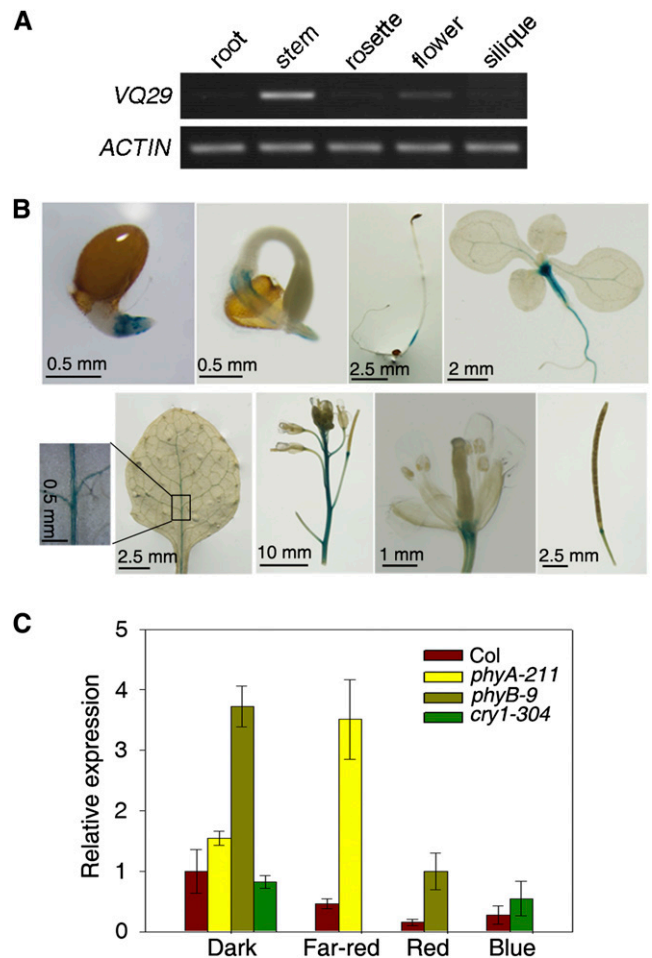 A
root stem rosette flower silique
VQ29
ACTIN
B
0.5 mm 0.5 mm 2.5 mm 2 mm
0.5 mm 2.5 mm 10 mm 1 mm 2.5 mm
C
5
4
3
2
1
0
Relative expression
Col
phyA-211
phyB-9
cry1-304
Dark Far-red Red Blue